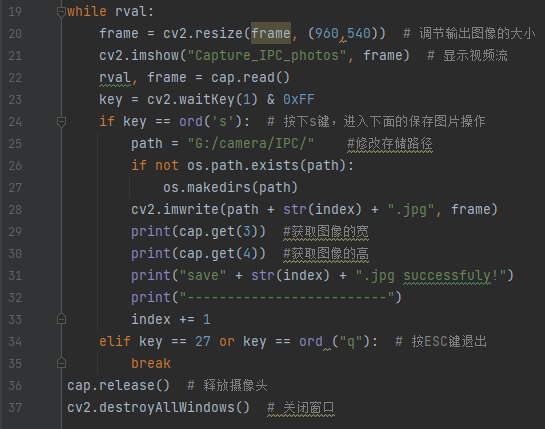 19 while rval:
20 frame = cv2.resize(frame, (960,540)) # 调节输出图像的大小
21 cv2.imshow("Capture_IPC_photos", frame) # 显示视频流
22 rval, frame = cap.read()
23 key = cv2.waitKey(1) & 0xFF
24 if key == ord('s'): # 按下s键，进入下面的保存图片操作
25 path = "G:/camera/IPC/" #修改存储路径
26 if not os.path.exists(path):
27 os.makedirs(path)
28 cv2.imwrite(path + str(index) + ".jpg", frame)
29 print(cap.get(3)) #获取图像的宽
30 print(cap.get(4)) #获取图像的高
31 print("save" + str(index) + ".jpg successfuly!")
32 print("-------------------------")
33 index += 1
34 elif key == 27 or key == ord ("q"): # 按ESC键退出
35 break
36 cap.release() # 释放摄像头
37 cv2.destroyAllWindows() # 关闭窗口